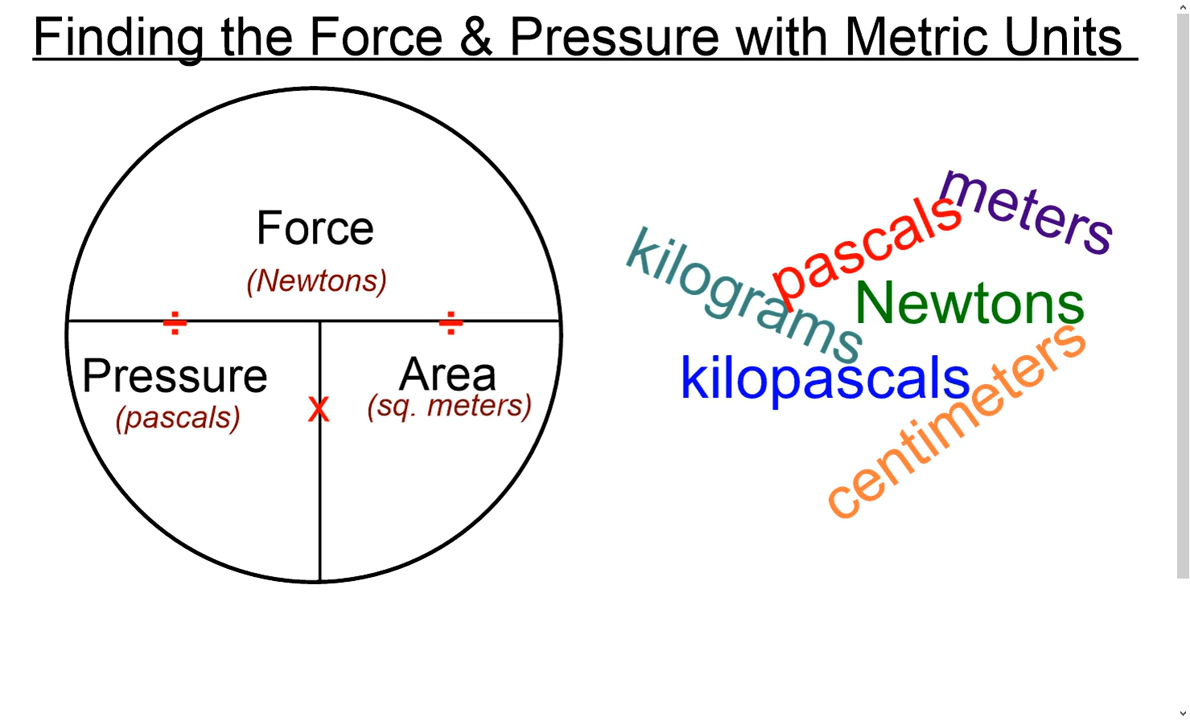 Finding the Force & Pressure with Metric Units
Force
(Newtons)
÷ ÷
Pressure
(pascals)
x
Area
(sq. meters)
meters
pascals
kilograms
Newtons
kilopascals
centimeters